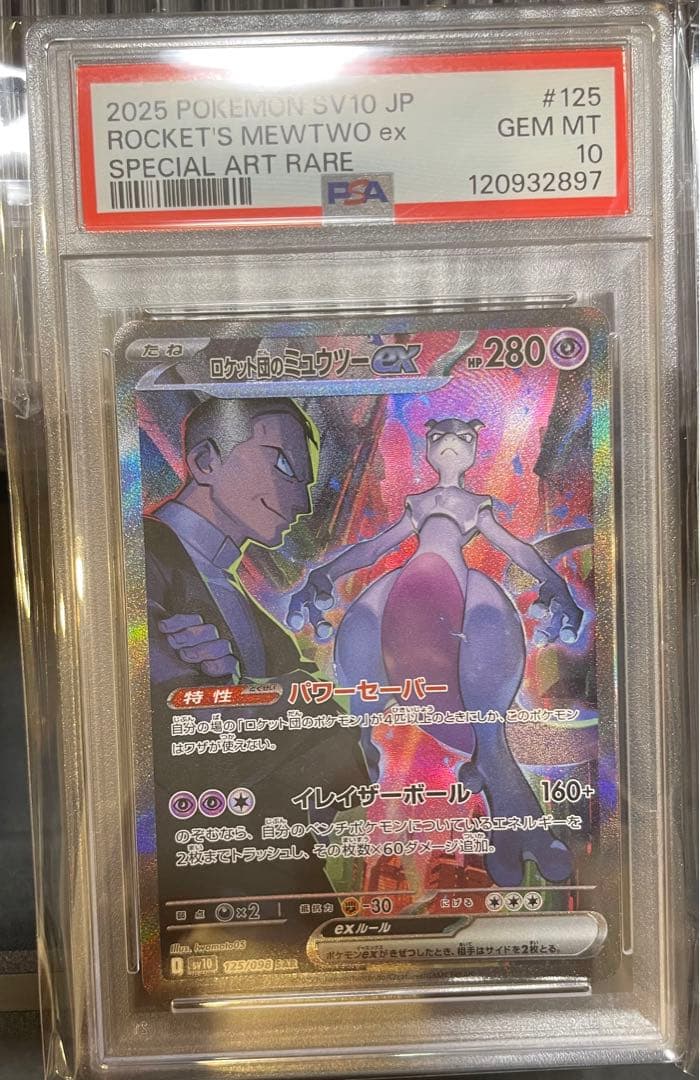 2025 POKEMON SV10 JP #125
ROCKET'S MEWTWO ex GEM MT
SPECIAL ART RARE 10
PSA 120932897
たね ロケット団のミュウツーex HP 280
特性 とくせい パワーセーバー
自分の場の「ロケット団のポケモン」が4匹以上のときにしか、このポケモン
はワザが使えない。
イレイザーボール 160+
のぞむなら、自分のベンチポケモンについているエネルギーを
2枚までトラッシュし、その枚数×60ダメージ追加。
弱点 ×2 抵抗力 -30 にげる
exルール
ポケモンexがきぜつしたとき、相手はサイドを2枚とる。
Illus. Iwamoto05
sv10 125/098 SAR